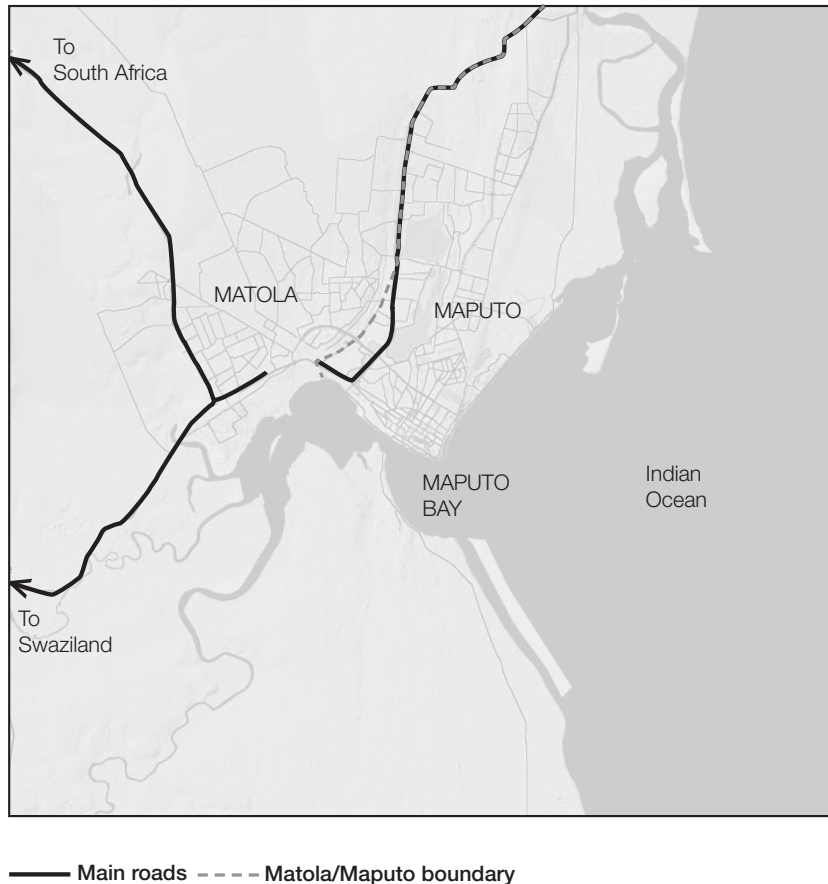 To
South Africa
MATOLA
MAPUTO
MAPUTO
BAY
Indian
Ocean
To
Swaziland
Main roads
Matola/Maputo boundary